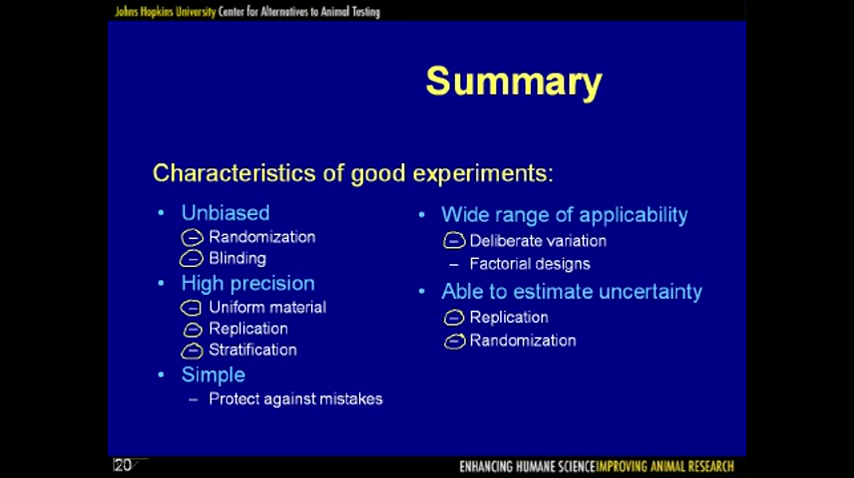 Johns Hopkins University Center for Alternatives to Animal Testing
Summary
Characteristics of good experiments:
• Unbiased
– Randomization
– Blinding
• High precision
– Uniform material
– Replication
– Stratification
• Simple
– Protect against mistakes
• Wide range of applicability
– Deliberate variation
– Factorial designs
• Able to estimate uncertainty
– Replication
– Randomization
20
ENHANCING HUMANE SCIENCE IMPROVING ANIMAL RESEARCH